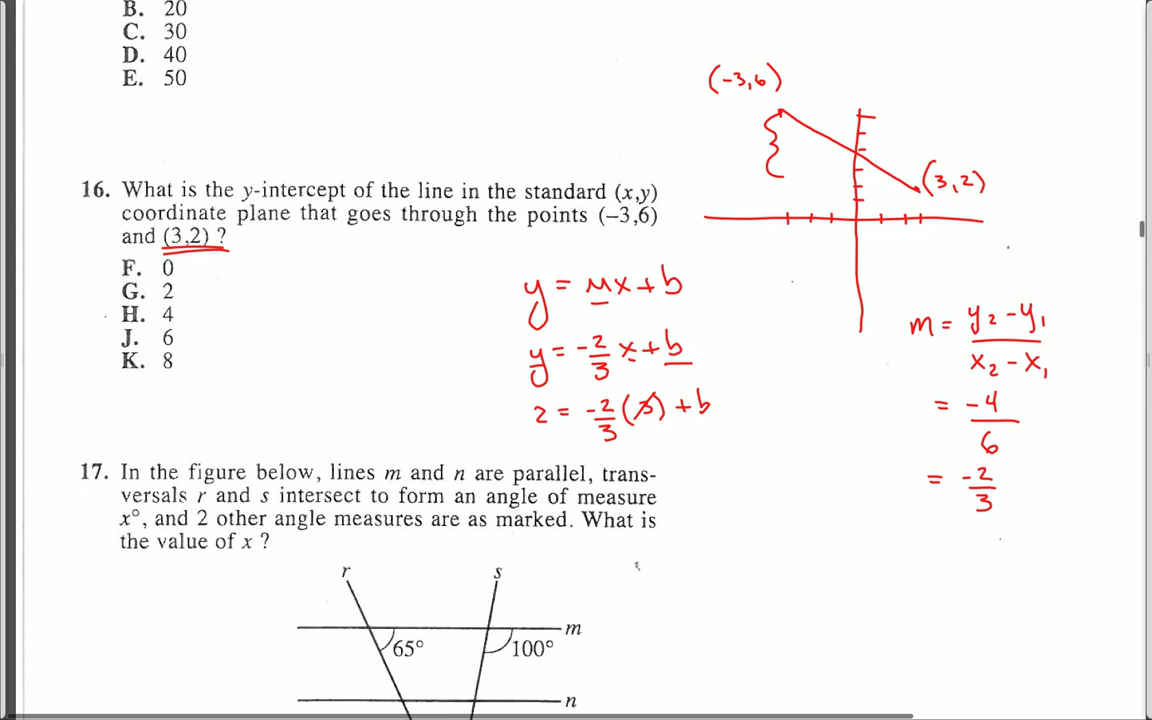 B. 20
C. 30
D. 40
E. 50
(-3,6)
(3,2)
16. What is the y-intercept of the line in the standard (x,y)
coordinate plane that goes through the points (−3,6)
and (3,2) ?
F. 0
G. 2
H. 4
J. 6
K. 8
y = mx + b
y = -2/3 x + b
2 = -2/3 (3) + b
m = y₂ - y₁ / x₂ - x₁
= -4/6
= -2/3
17. In the figure below, lines m and n are parallel, trans-
versals r and s intersect to form an angle of measure
x°, and 2 other angle measures are as marked. What is
the value of x ?
r s
m
65° 100°
n